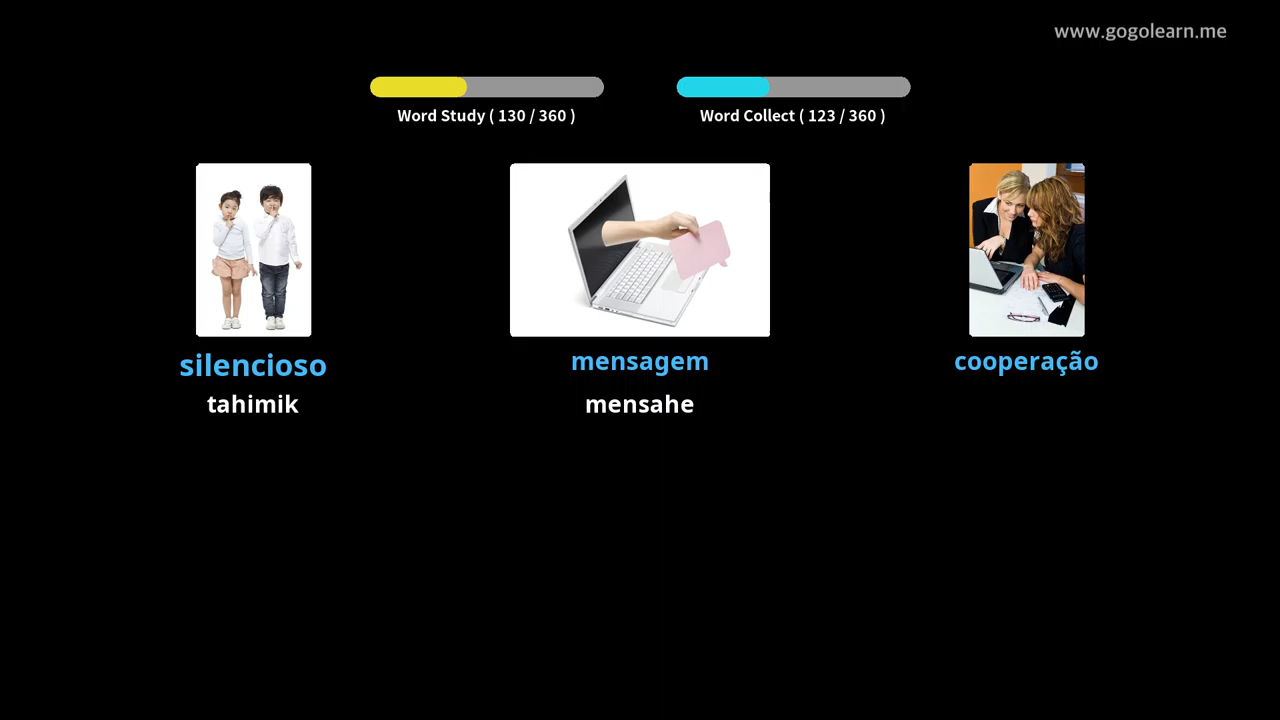 www.gogolearn.me
Word Study ( 130 / 360 )
Word Collect ( 123 / 360 )
silencioso
mensagem
cooperação
tahimik
mensahe